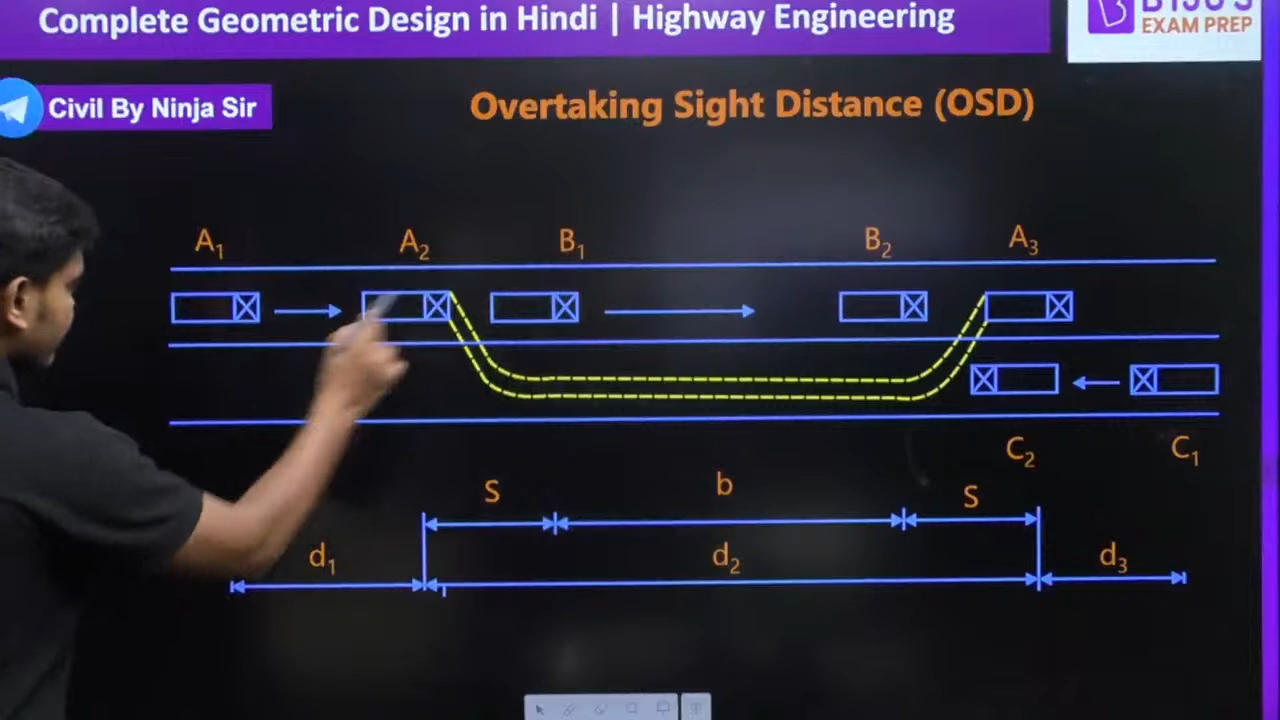 Complete Geometric Design in Hindi | Highway Engineering
BYJU'S
EXAM PREP
Civil By Ninja Sir
Overtaking Sight Distance (OSD)
A₁ A₂ B₁ B₂ A₃
C₂ C₁
S b S
d₁ d₂ d₃